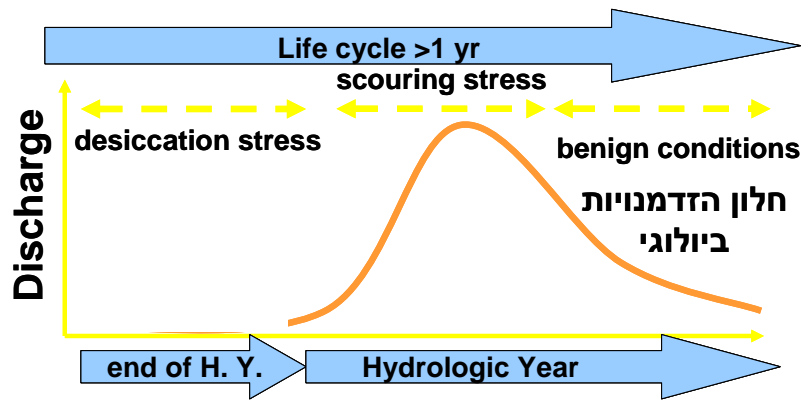 Life cycle >1 yr
scouring stress
desiccation stress
benign conditions
חלון הזדמנויות
ביולוגי
Discharge
end of H. Y.
Hydrologic Year